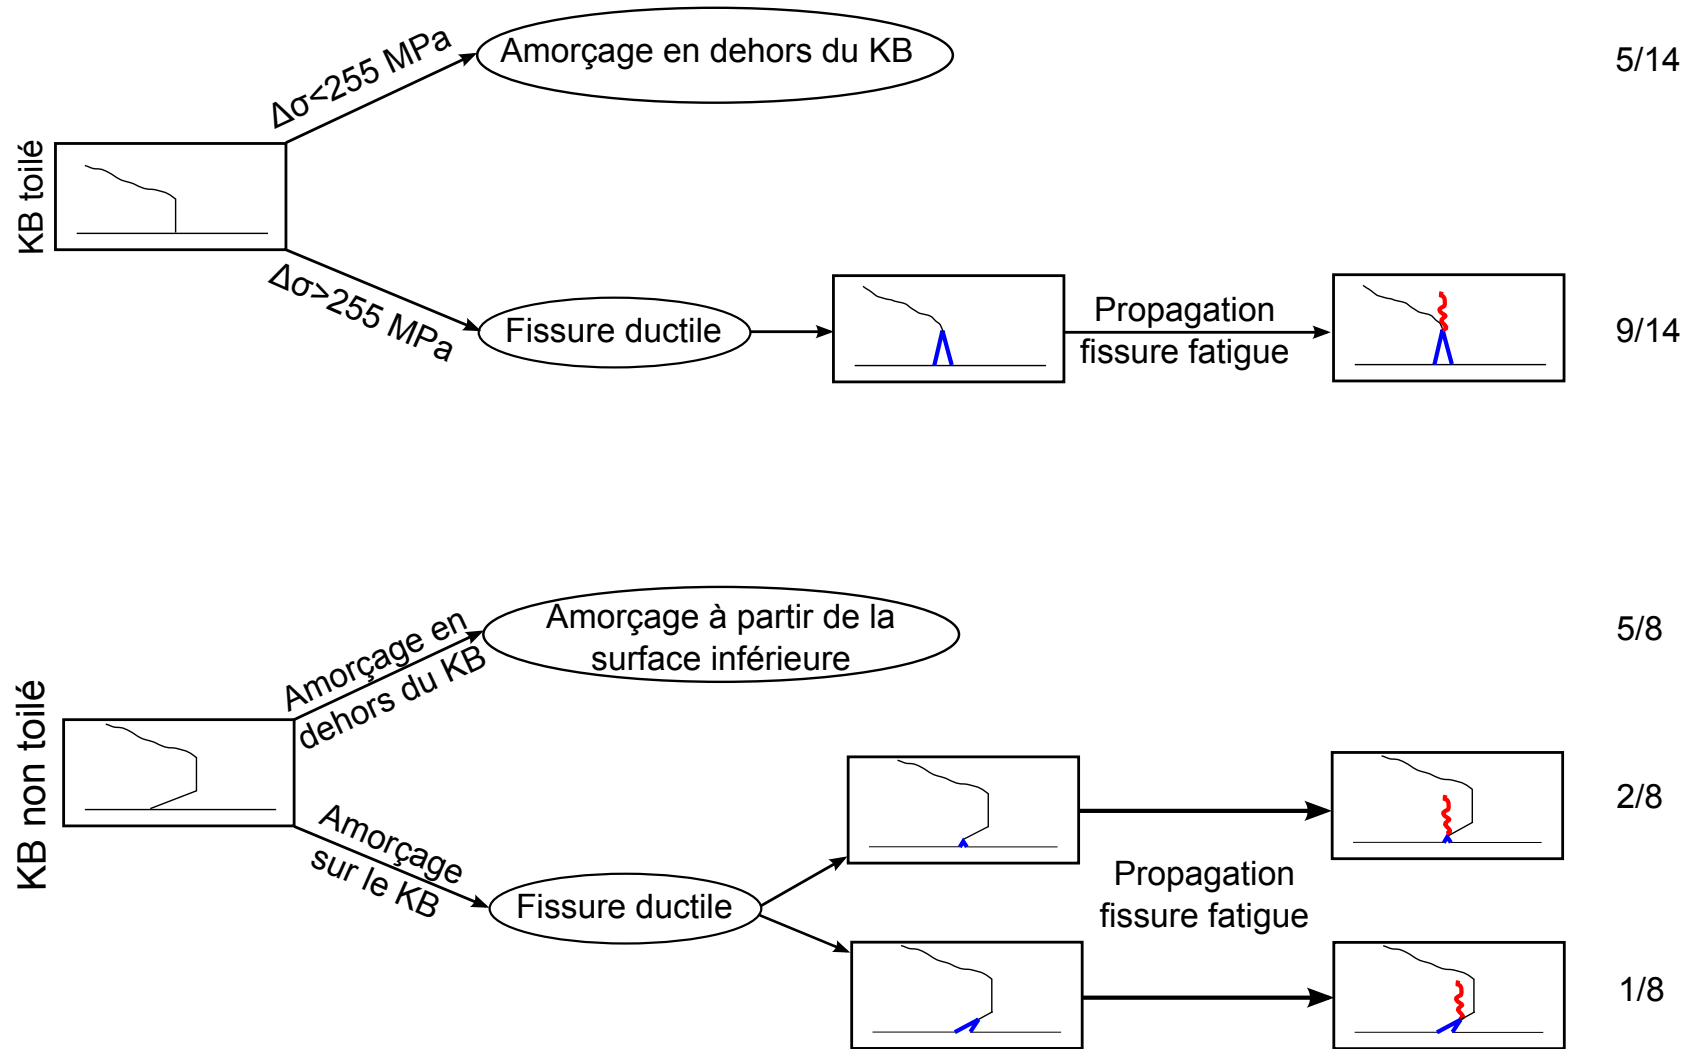 KB toilé
Δσ<255 MPa
Amorçage en dehors du KB
5/14
Δσ>255 MPa
Fissure ductile
Propagation
fissure fatigue
9/14
KB non toilé
Amorçage en
dehors du KB
Amorçage à partir de la
surface inférieure
5/8
Amorçage
sur le KB
Fissure ductile
2/8
Propagation
fissure fatigue
1/8